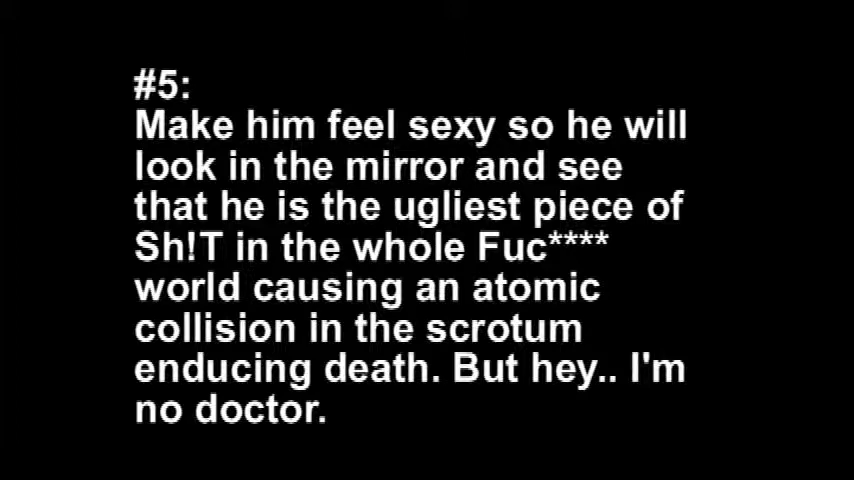 #5:
Make him feel sexy so he will
look in the mirror and see
that he is the ugliest piece of
Sh!T in the whole Fuc****
world causing an atomic
collision in the scrotum
enducing death. But hey.. I'm
no doctor.